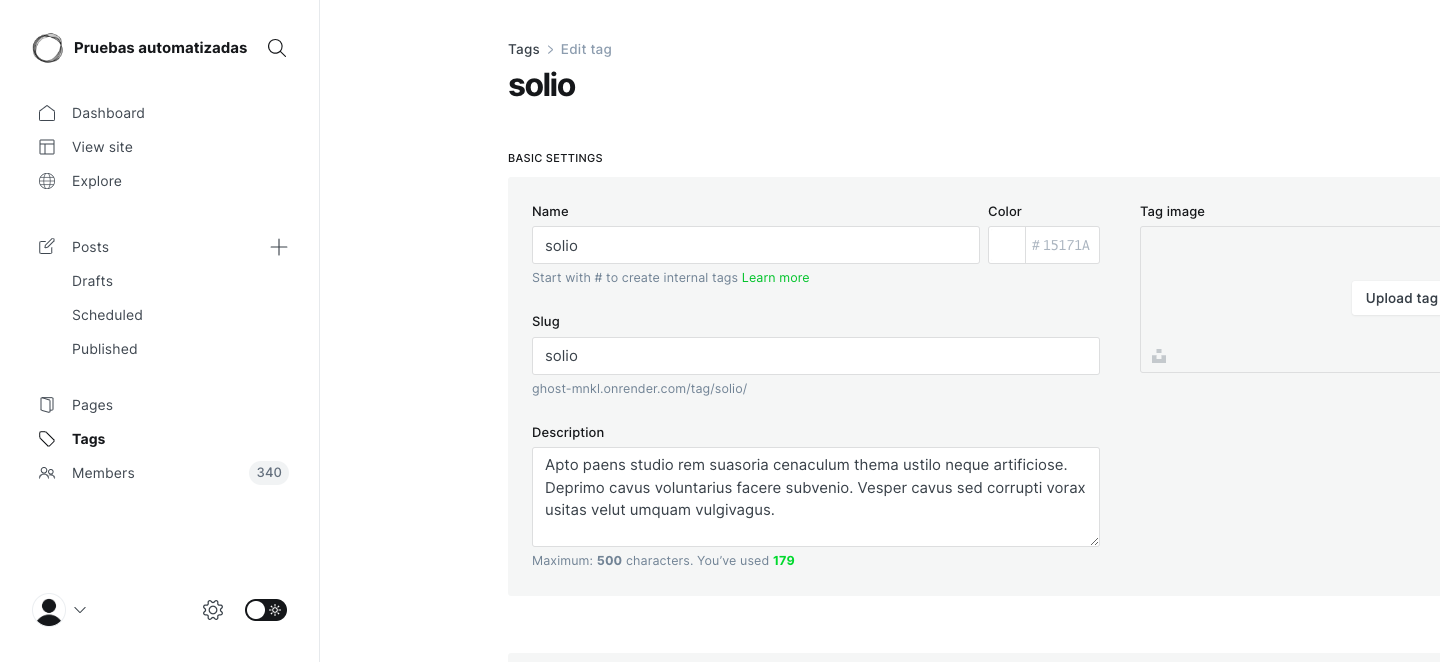 Pruebas automatizadas
Dashboard
View site
Explore
Posts
Drafts
Scheduled
Published
Pages
Tags
Members
340
Tags > Edit tag
solio
BASIC SETTINGS
Name
solio
Color
# 15171A
Start with # to create internal tags Learn more
Slug
solio
ghost-mnkl.onrender.com/tag/solio/
Description
Apto paens studio rem suasoria cenaculum thema ustilo neque artificiose.
Deprimo cavus voluntarius facere subvenio. Vesper cavus sed corrupti vorax
usitas velut umquam vulgivagus.
Maximum: 500 characters. You’ve used 179
Tag image
Upload tag